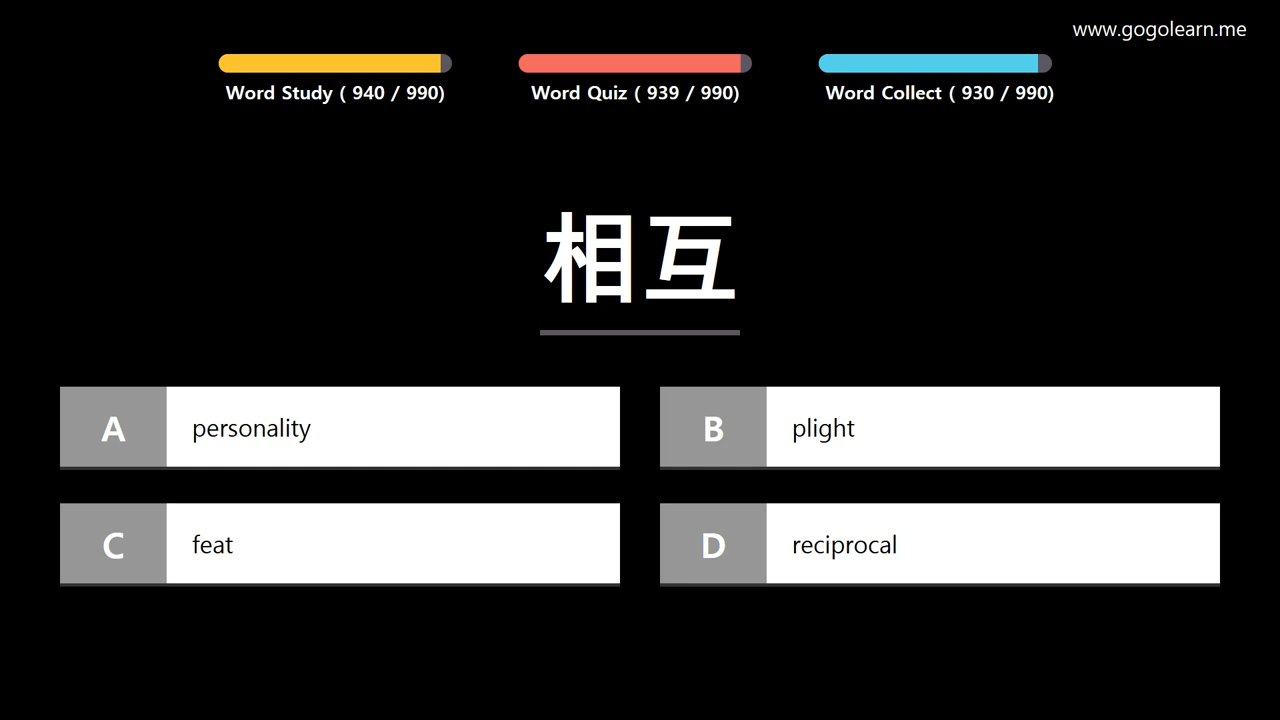 www.gogolearn.me
Word Study ( 940 / 990)
Word Quiz ( 939 / 990)
Word Collect ( 930 / 990)
相互
A personality
B plight
C feat
D reciprocal